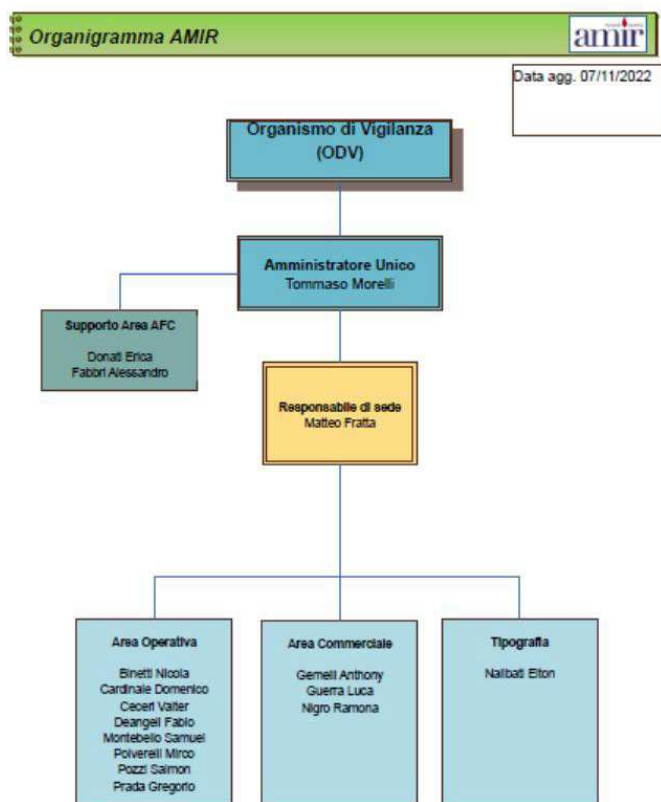 Organigramma AMIR
amir
Data agg. 07/11/2022
Organismo di Vigilanza
(ODV)
Amministratore Unico
Tommaso Morelli
Supporto Area AFC
Donati Erica
Fabbri Alessandro
Responsabile di sede
Matteo Fratta
Area Operativa
Binetti Nicola
Cardinale Domenico
Ceceri Valter
Deangeli Fabio
Montebello Samuel
Polverelli Mirco
Pozzi Saimon
Prada Gregorio
Area Commerciale
Gemelli Anthony
Guerra Luca
Nigro Ramona
Tipografia
Nallbati Elton